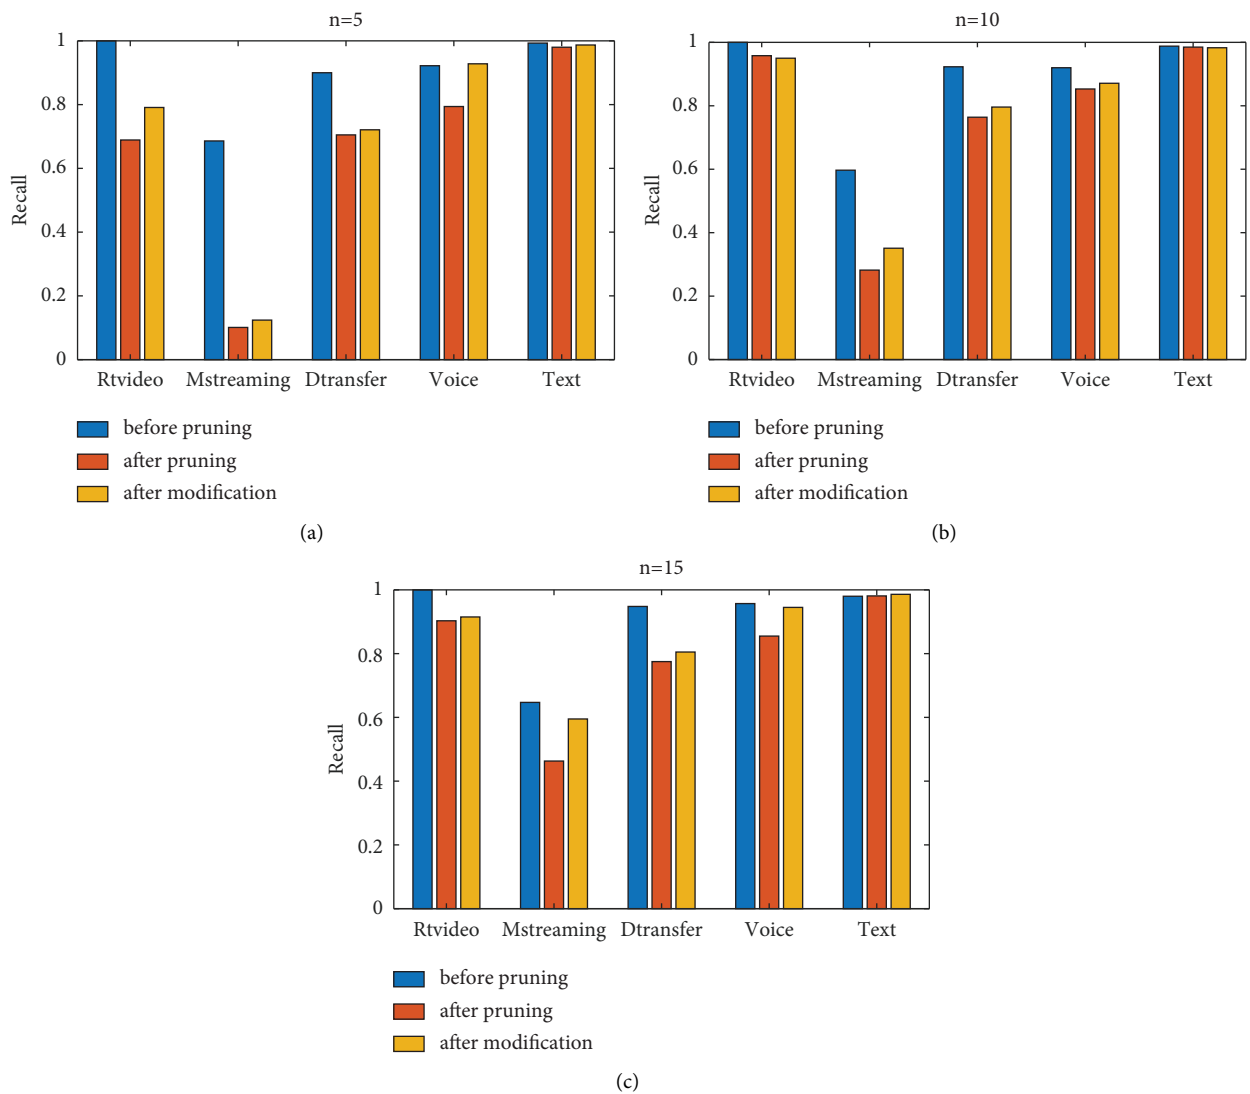 n=5
1
0.8
0.6
0.4
0.2
0
Recall
Rtvideo Mstreaming Dtransfer Voice Text
before pruning
after pruning
after modification
(a)
n=10
1
0.8
0.6
0.4
0.2
0
Recall
Rtvideo Mstreaming Dtransfer Voice Text
before pruning
after pruning
after modification
(b)
n=15
1
0.8
0.6
0.4
0.2
0
Recall
Rtvideo Mstreaming Dtransfer Voice Text
before pruning
after pruning
after modification
(c)